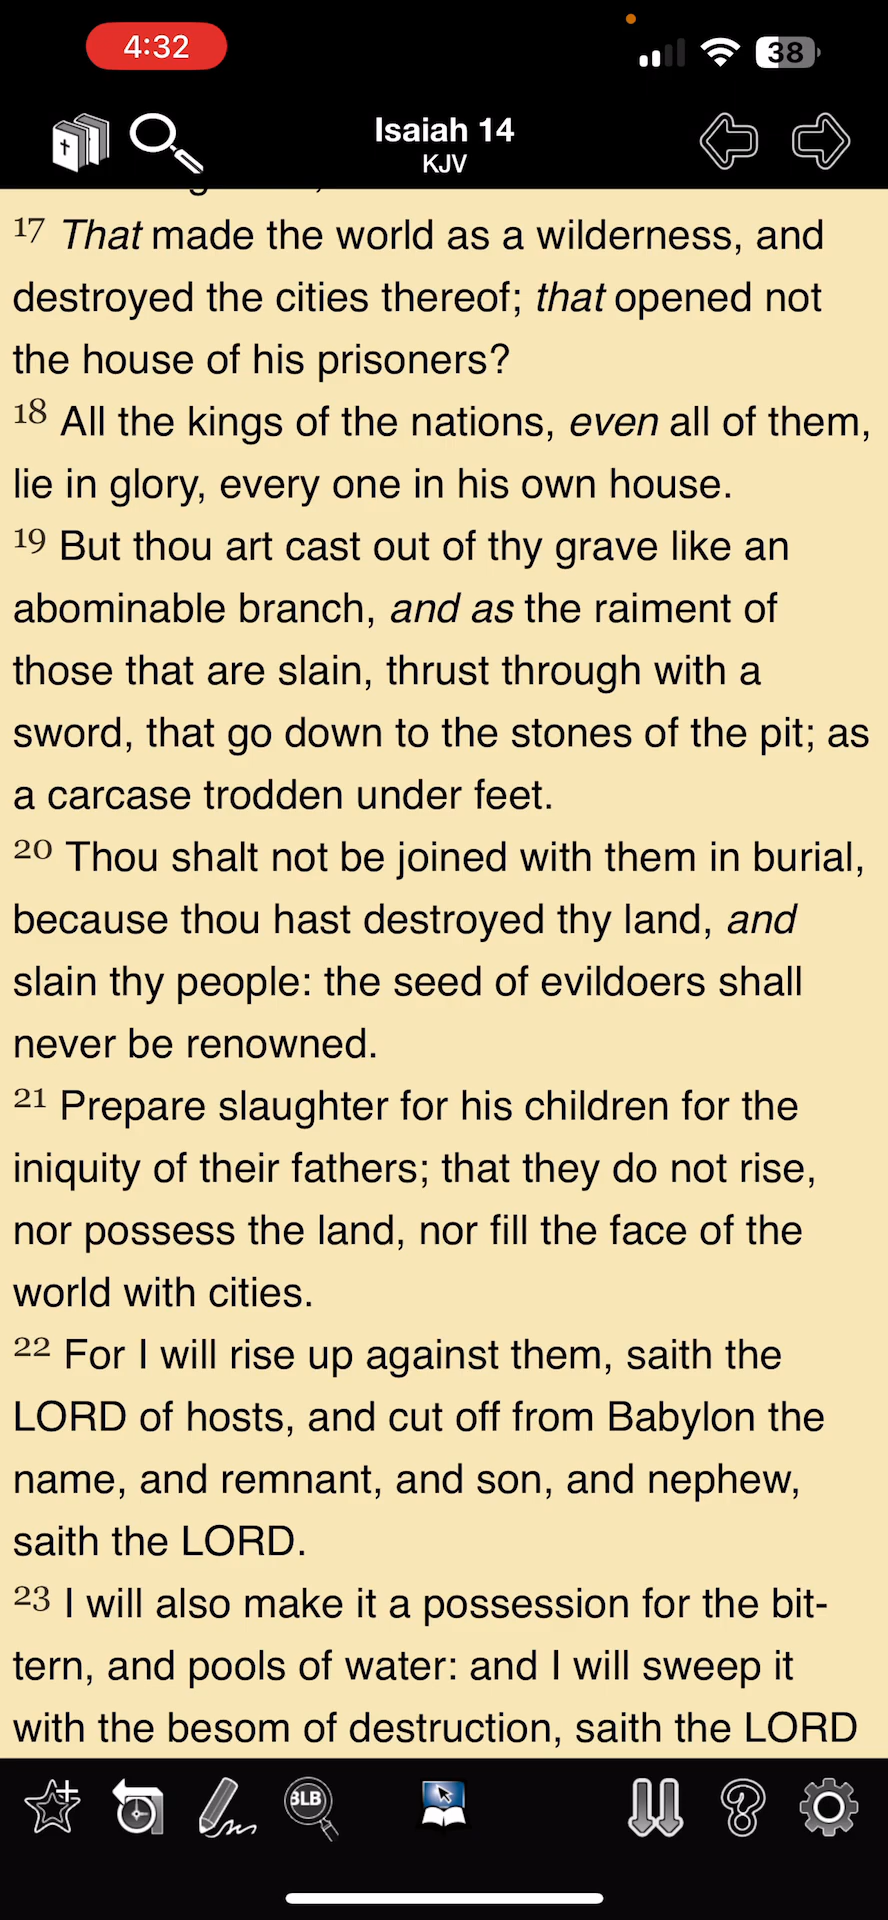 4:32
38
Isaiah 14
KJV
17 That made the world as a wilderness, and
destroyed the cities thereof; that opened not
the house of his prisoners?
18 All the kings of the nations, even all of them,
lie in glory, every one in his own house.
19 But thou art cast out of thy grave like an
abominable branch, and as the raiment of
those that are slain, thrust through with a
sword, that go down to the stones of the pit; as
a carcase trodden under feet.
20 Thou shalt not be joined with them in burial,
because thou hast destroyed thy land, and
slain thy people: the seed of evildoers shall
never be renowned.
21 Prepare slaughter for his children for the
iniquity of their fathers; that they do not rise,
nor possess the land, nor fill the face of the
world with cities.
22 For I will rise up against them, saith the
LORD of hosts, and cut off from Babylon the
name, and remnant, and son, and nephew,
saith the LORD.
23 I will also make it a possession for the bit-
tern, and pools of water: and I will sweep it
with the besom of destruction, saith the LORD
BLB